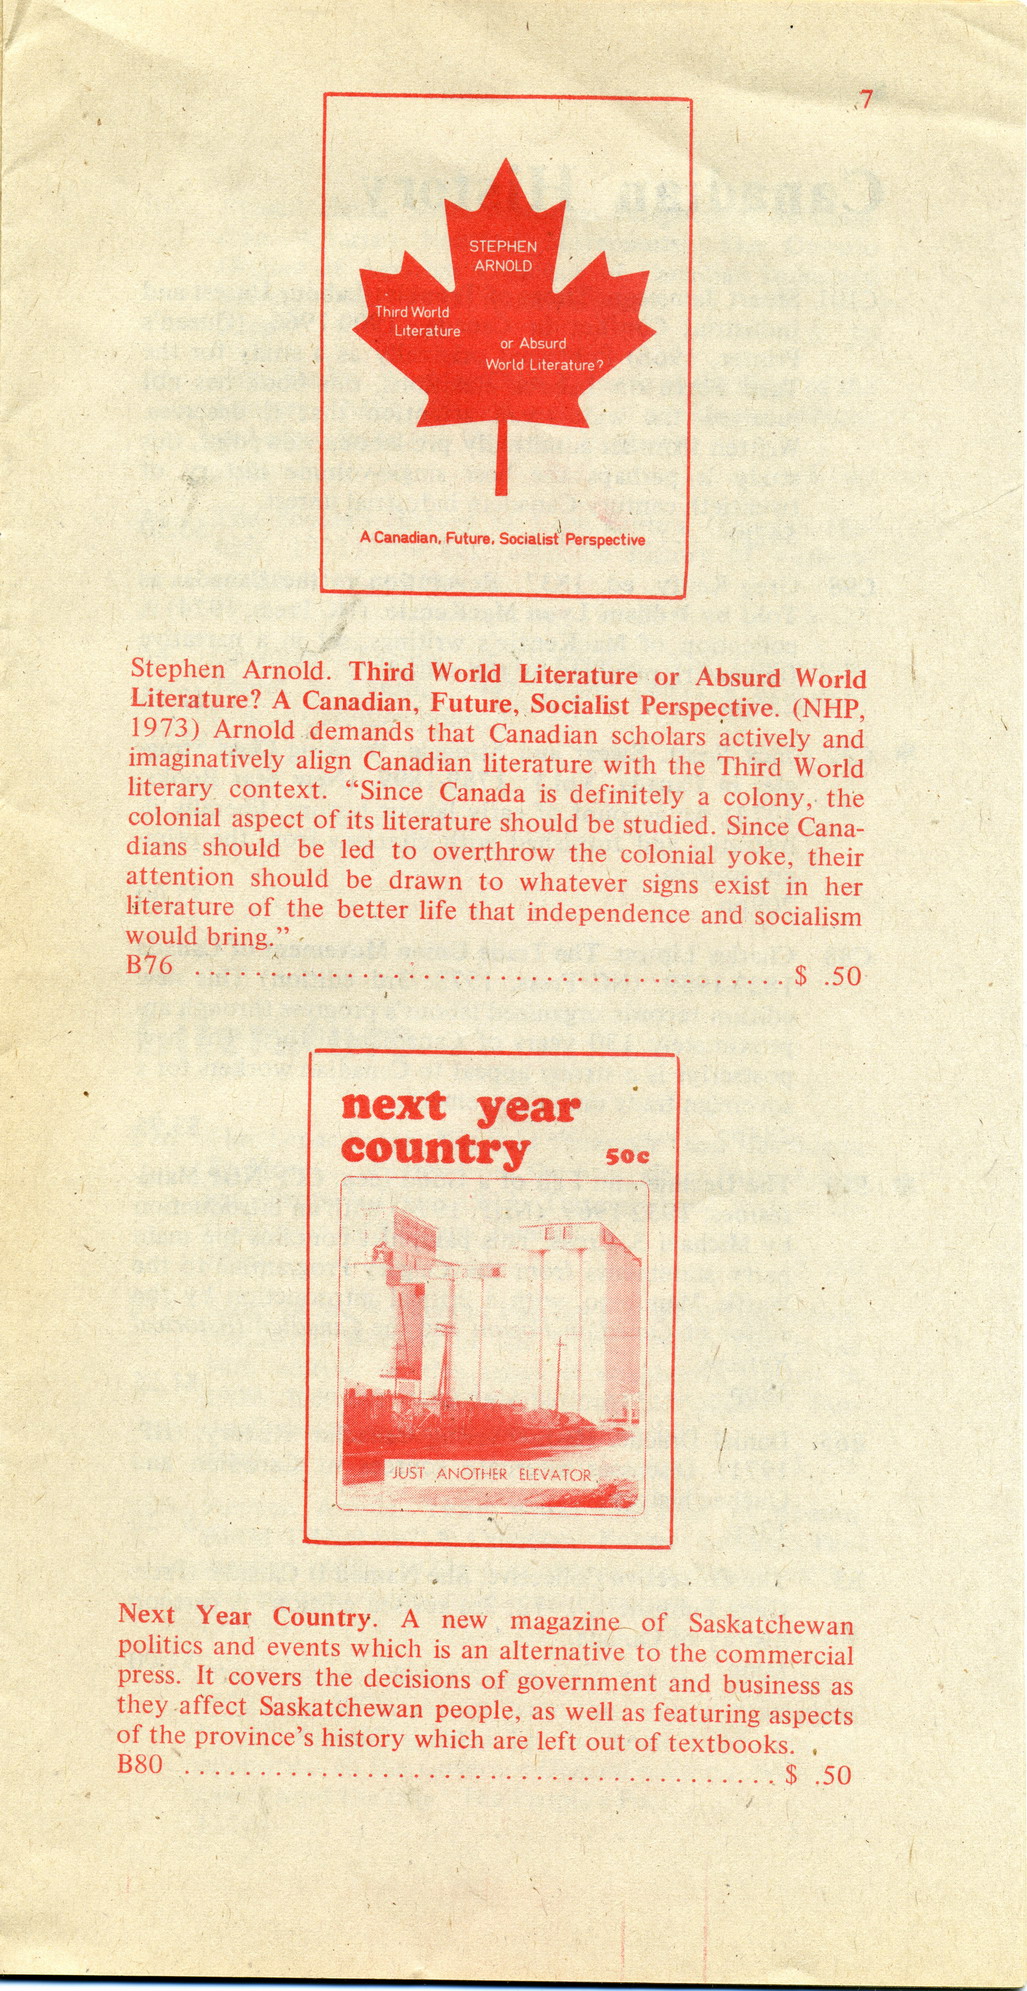 7
STEPHEN
ARNOLD
Third World
Literature
or Absurd
World Literature?
A Canadian, Future, Socialist Perspective
Stephen Arnold. Third World Literature or Absurd World
Literature? A Canadian, Future, Socialist Perspective. (NHP,
1973) Arnold demands that Canadian scholars actively and
imaginatively align Canadian literature with the Third World
literary context. “Since Canada is definitely a colony, the
colonial aspect of its literature should be studied. Since Cana-
dians should be led to overthrow the colonial yoke, their
attention should be drawn to whatever signs exist in her
literature of the better life that independence and socialism
would bring.”
B76 ........................................ $ .50
next year
country 50c
JUST ANOTHER ELEVATOR
Next Year Country. A new magazine of Saskatchewan
politics and events which is an alternative to the commercial
press. It covers the decisions of government and business as
they affect Saskatchewan people, as well as featuring aspects
of the province’s history which are left out of textbooks.
B80 ........................................ $ .50